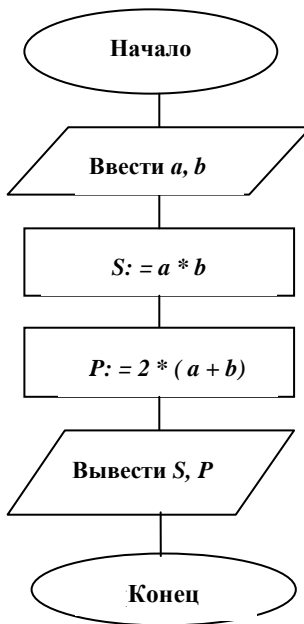 Начало
Ввести a, b
S: = a * b
P: = 2 * ( a + b)
Вывести S, P
Конец